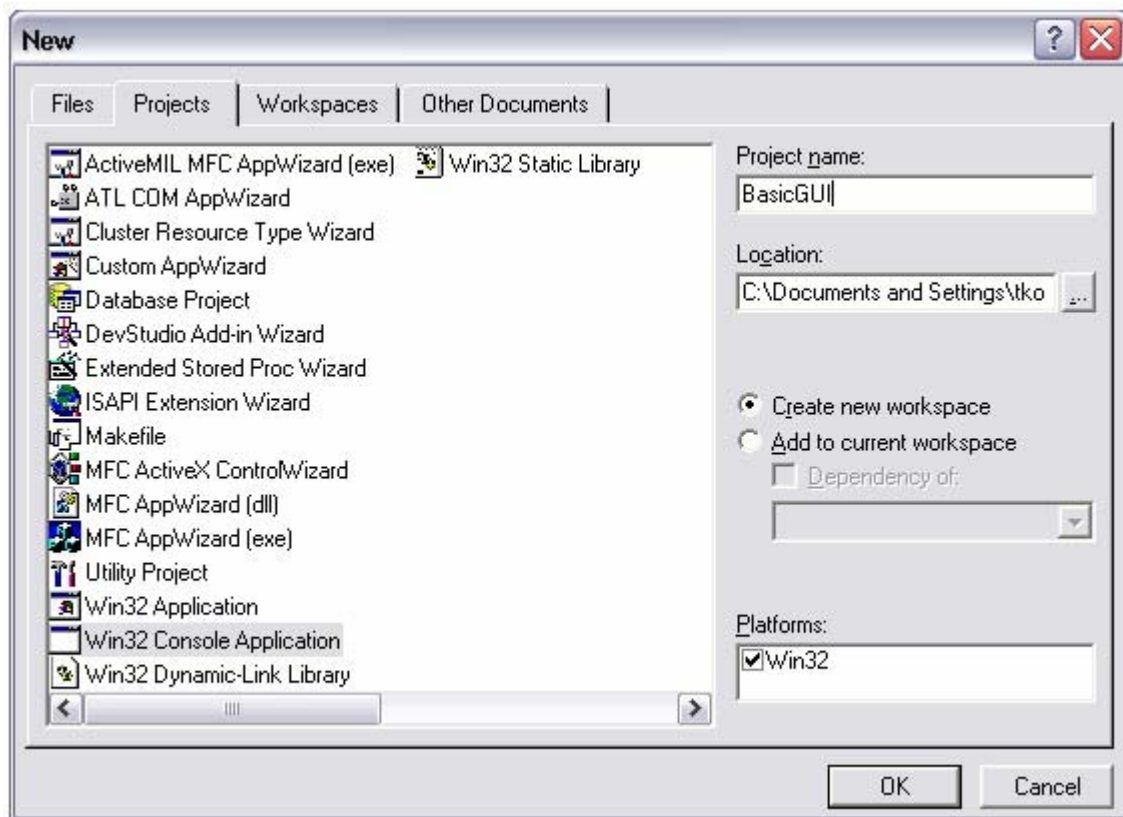 New
Files Projects Workspaces Other Documents
ActiveMIL MFC AppWizard (exe)
ATL COM AppWizard
Cluster Resource Type Wizard
Custom AppWizard
Database Project
DevStudio Add-in Wizard
Extended Stored Proc Wizard
ISAPI Extension Wizard
Makefile
MFC ActiveX ControlWizard
MFC AppWizard (dll)
MFC AppWizard (exe)
Utility Project
Win32 Application
Win32 Console Application
Win32 Dynamic-Link Library
Win32 Static Library
Project name:
BasicGUI
Location:
C:\Documents and Settings\tko
...
Create new workspace
Add to current workspace
Dependency of:
Platforms:
Win32
OK Cancel